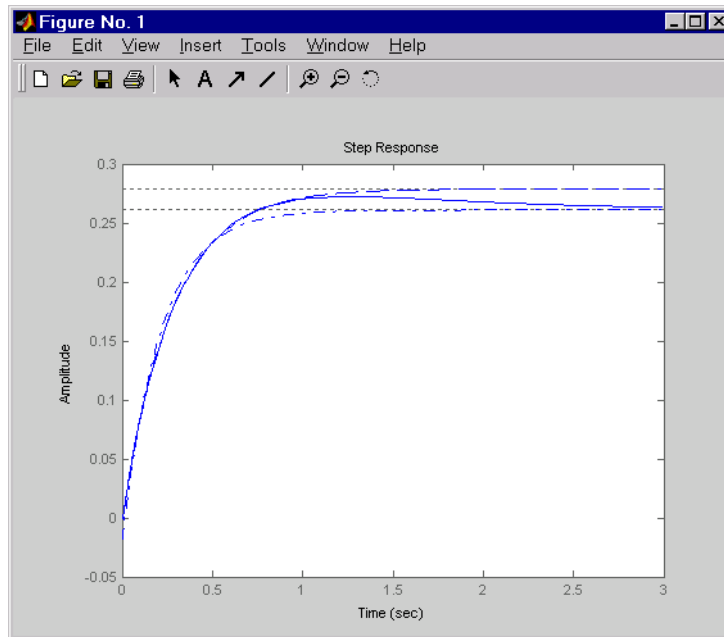 Figure No. 1
File Edit View Insert Tools Window Help
A
Step Response
0.3
0.25
0.2
0.15
0.1
0.05
0
-0.05
Amplitude
0 0.5 1 1.5 2 2.5 3
Time (sec)